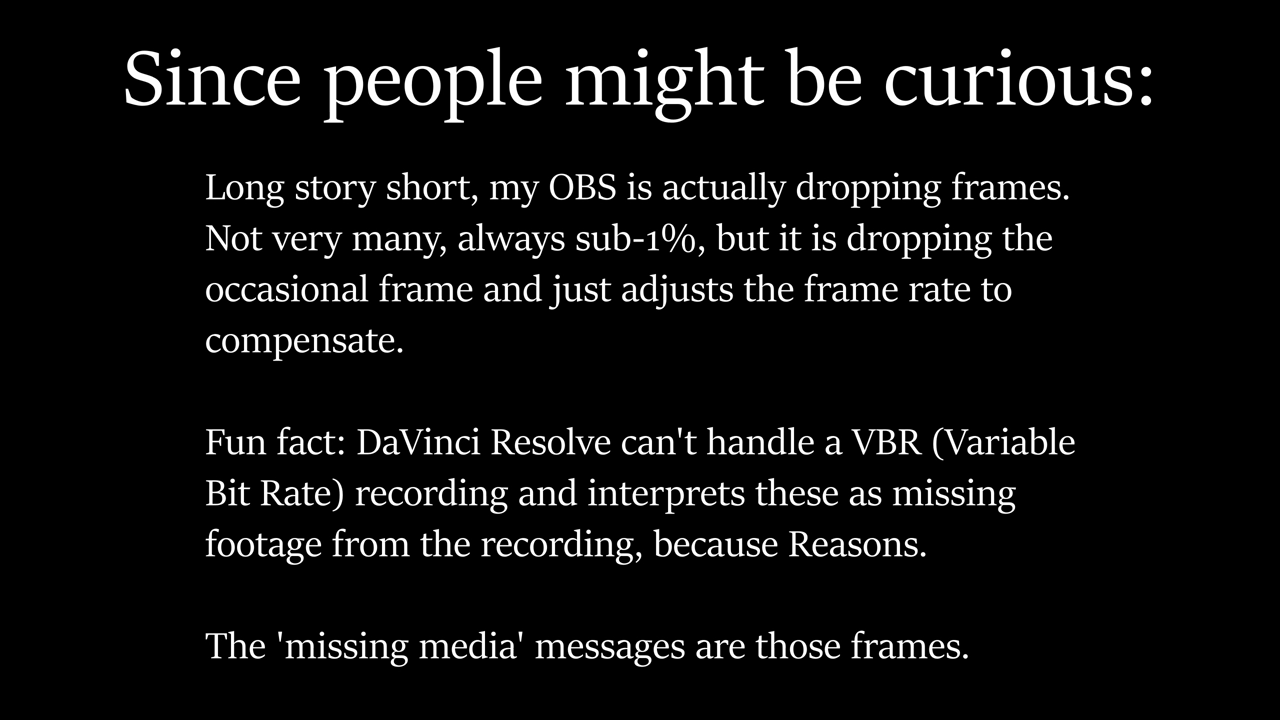 Since people might be curious:
Long story short, my OBS is actually dropping frames.
Not very many, always sub-1%, but it is dropping the
occasional frame and just adjusts the frame rate to
compensate.
Fun fact: DaVinci Resolve can't handle a VBR (Variable
Bit Rate) recording and interprets these as missing
footage from the recording, because Reasons.
The 'missing media' messages are those frames.